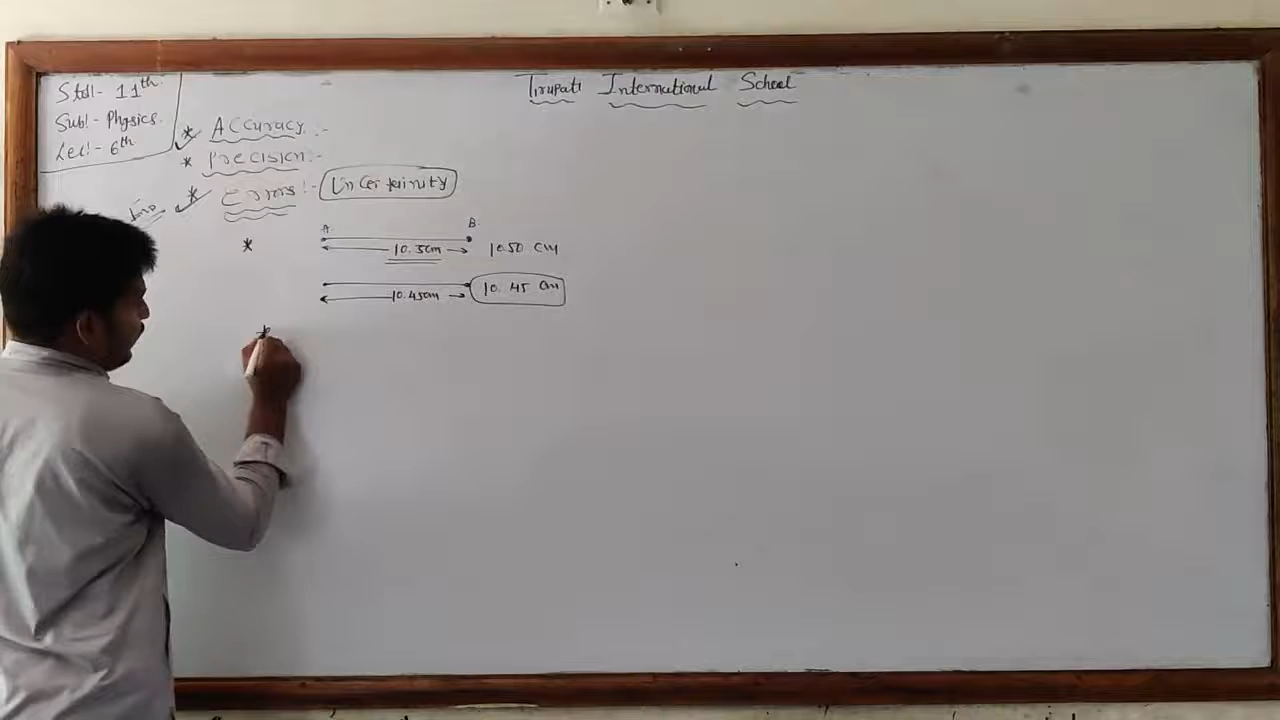 Tirupati International School
Std:- 11th
Sub:- Physics.
Lec:- 6th
* Accuracy:-
* Precision:-
* Errors:- Uncertainity
A B
* 10.5cm 10.50 cm
10.45cm 10.45 cm
*